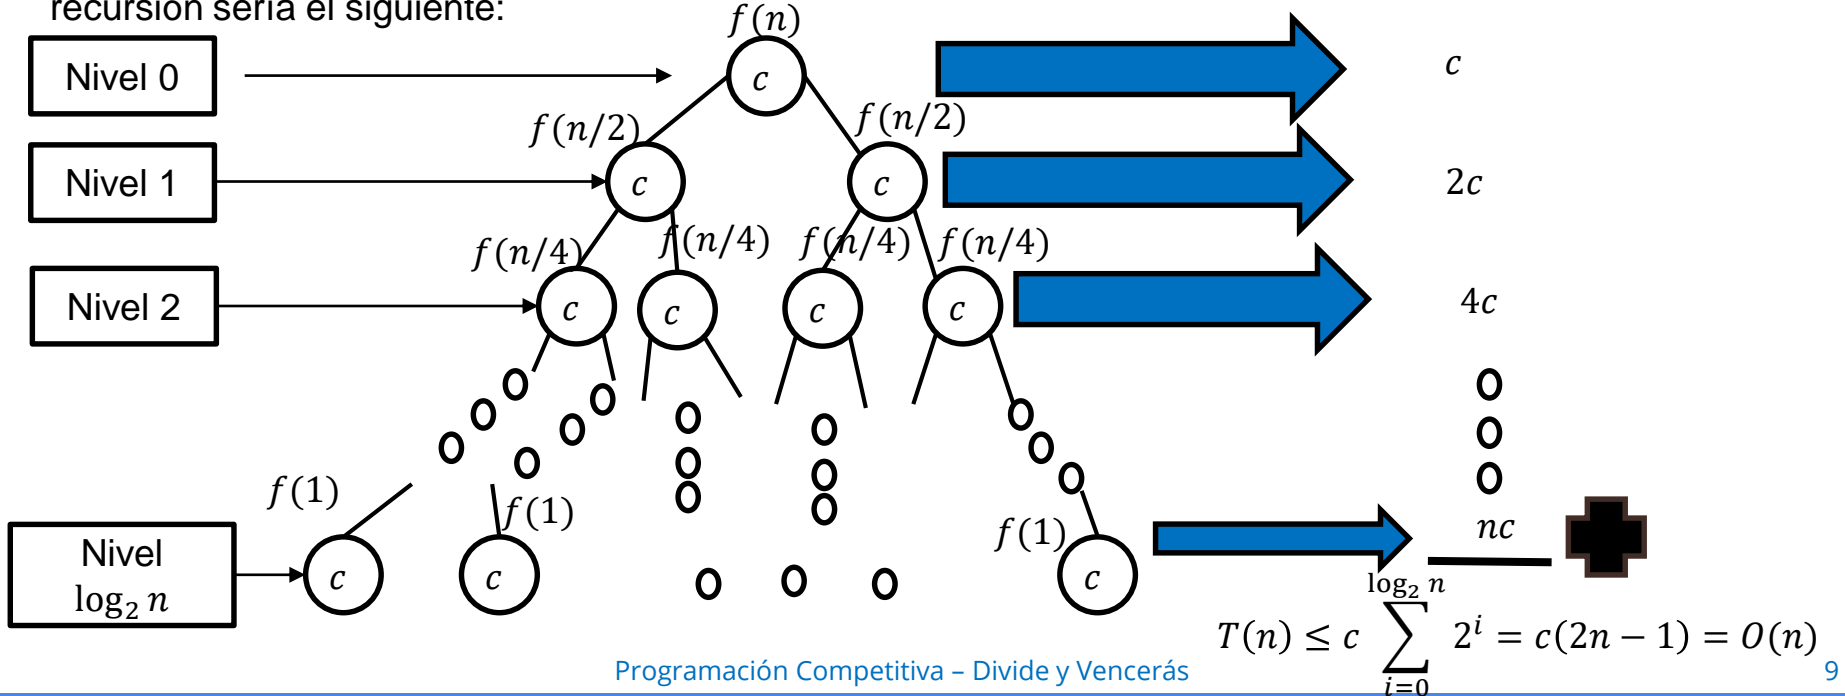 recursión sería el siguiente:
f(n)
Nivel 0
c
c
f(n/2)
f(n/2)
Nivel 1
c
c
2c
f(n/4)
f(n/4)
f(n/4)
f(n/4)
Nivel 2
c
c
c
c
4c
f(1)
f(1)
f(1)
nc
Nivel
log₂ n
c
c
c
T(n) ≤ c ∑_{i=0}^{log₂ n} 2^i = c(2n − 1) = O(n)
Programación Competitiva – Divide y Vencerás
9